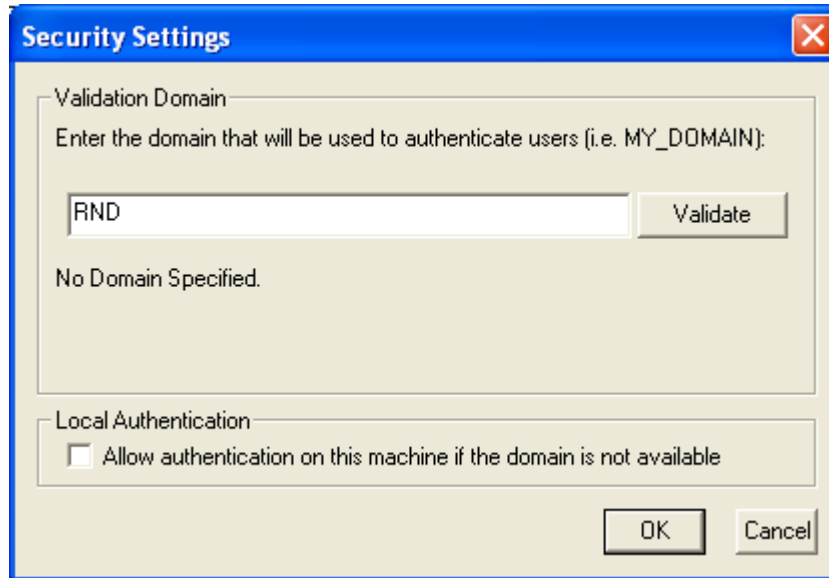 Security Settings
Validation Domain
Enter the domain that will be used to authenticate users (i.e. MY_DOMAIN):
RND
Validate
No Domain Specified.
Local Authentication
Allow authentication on this machine if the domain is not available
OK
Cancel